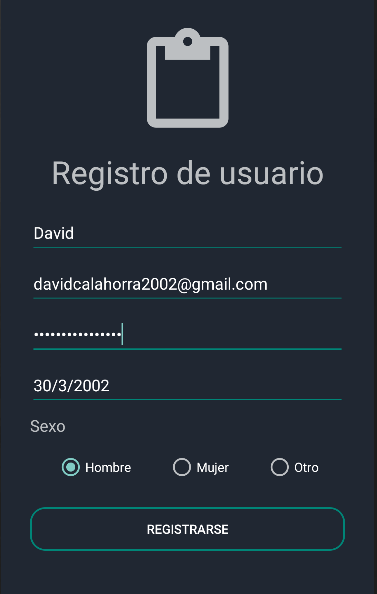 Registro de usuario
David
davidcalahorra2002@gmail.com
••••••••••••••••
30/3/2002
Sexo
Hombre Mujer Otro
REGISTRARSE